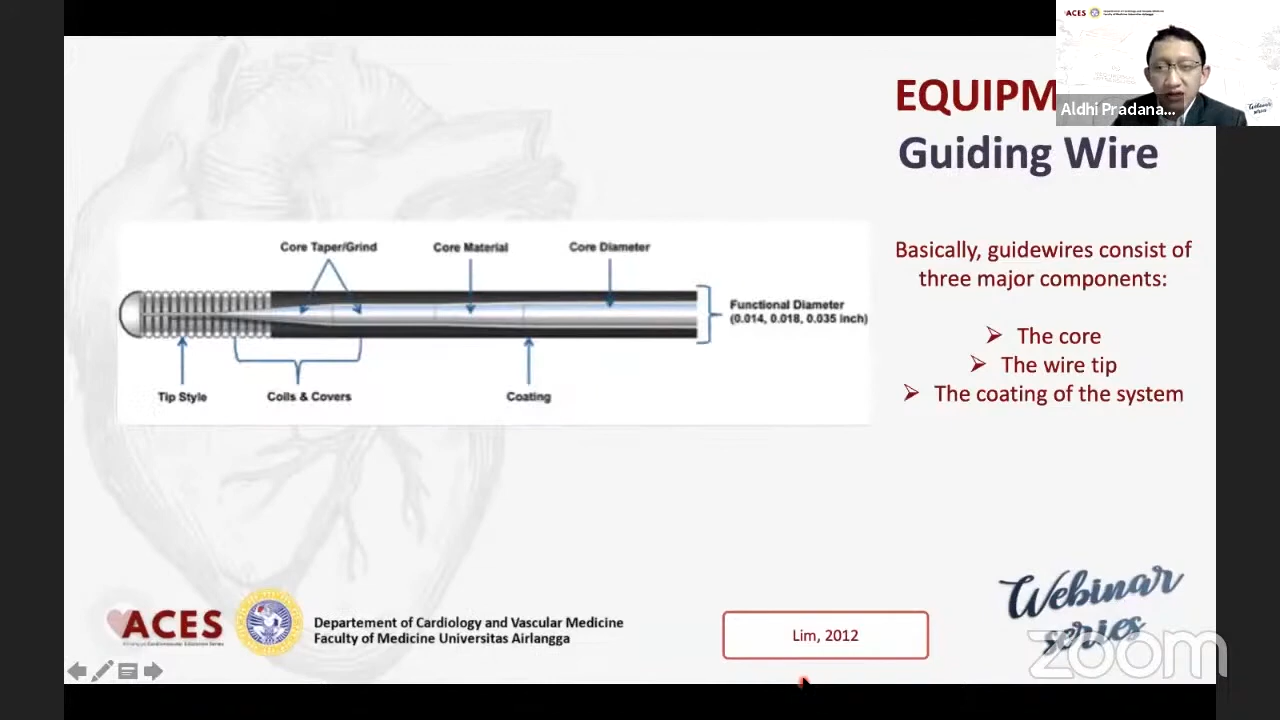 ACES
EQUIPM
Aldhi Pradana...
Guiding Wire
Core Taper/Grind
Core Material
Core Diameter
Basically, guidewires consist of
three major components:
Functional Diameter
(0.014, 0.018, 0.035 inch)
The core
The wire tip
The coating of the system
Tip Style
Coils & Covers
Coating
ACES
Departement of Cardiology and Vascular Medicine
Faculty of Medicine Universitas Airlangga
Lim, 2012
Webinar
series
zoom